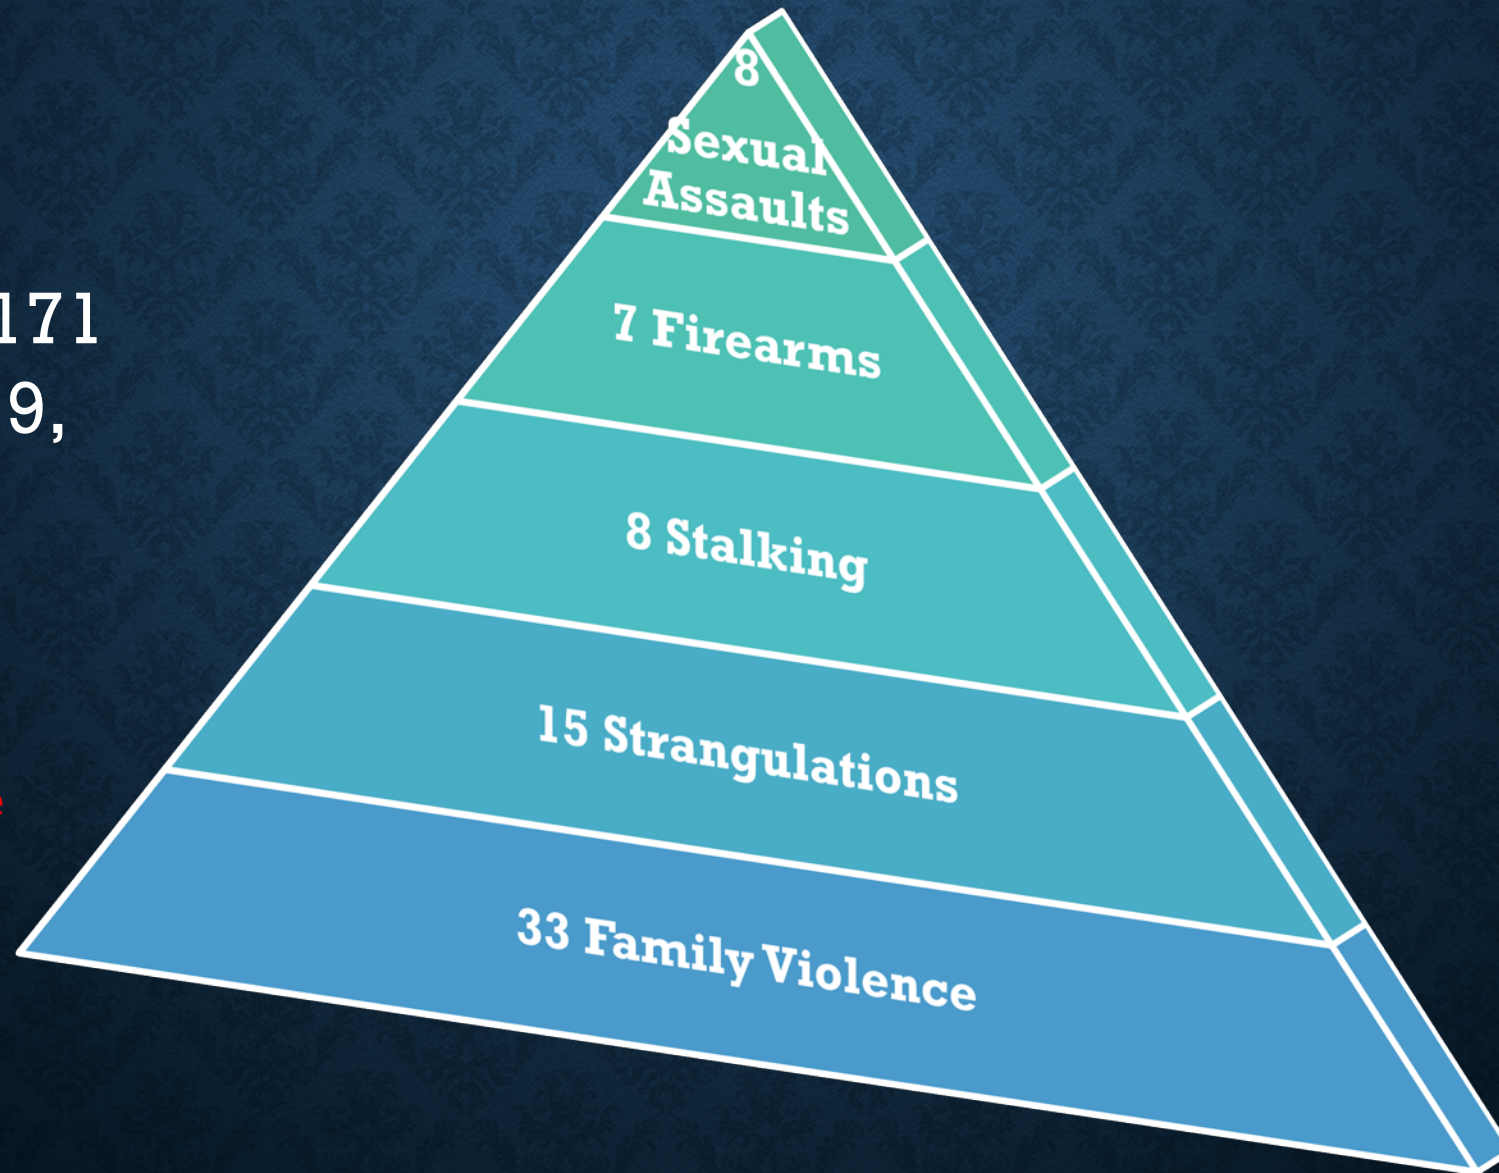 8
Sexual
Assaults
171
9,
7 Firearms
8 Stalking
15 Strangulations
33 Family Violence